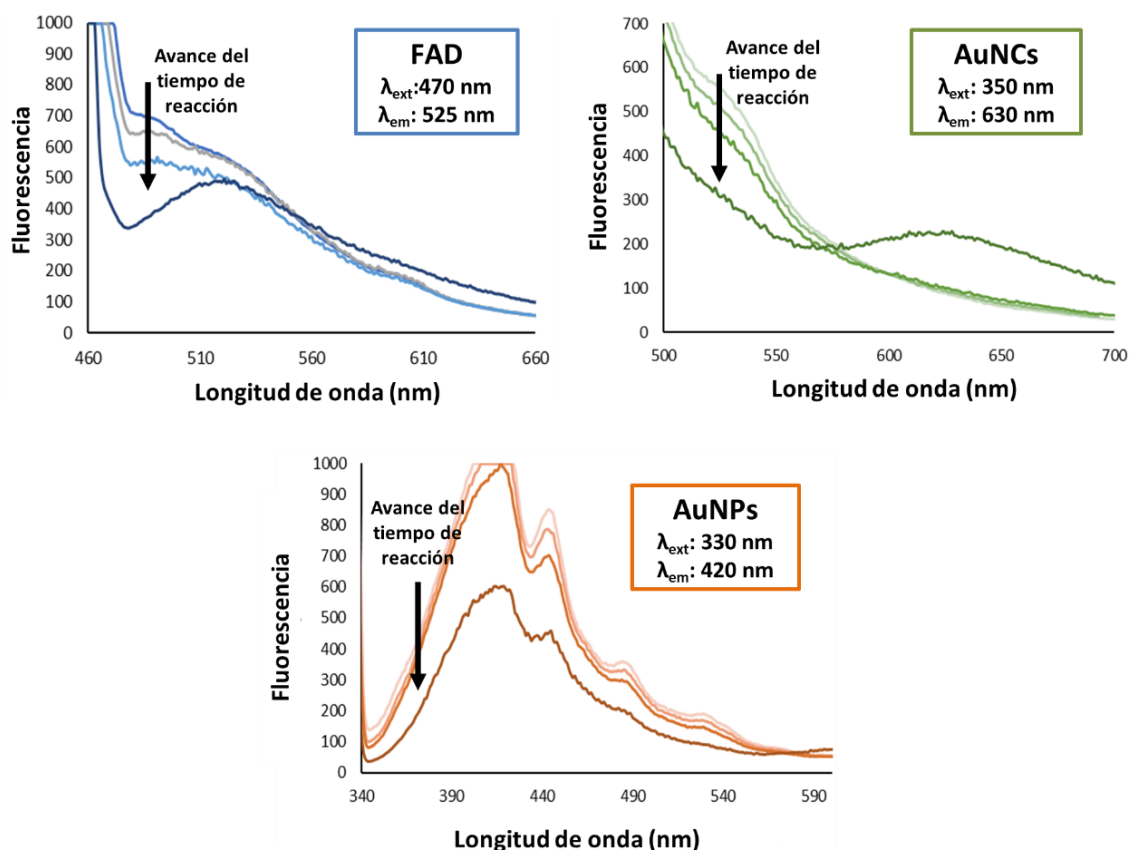 1000
900
800
700
600
500
400
300
200
100
0
460
510
560
610
660
Fluorescencia
Longitud de onda (nm)
Avance del
tiempo de
reacción
FAD
λext:470 nm
λem: 525 nm
700
600
500
400
300
200
100
0
500
550
600
650
700
Fluorescencia
Longitud de onda (nm)
Avance del
tiempo de
reacción
AuNCs
λext: 350 nm
λem: 630 nm
1000
900
800
700
600
500
400
300
200
100
0
340
390
440
490
540
590
Fluorescencia
Longitud de onda (nm)
Avance del
tiempo de
reacción
AuNPs
λext: 330 nm
λem: 420 nm